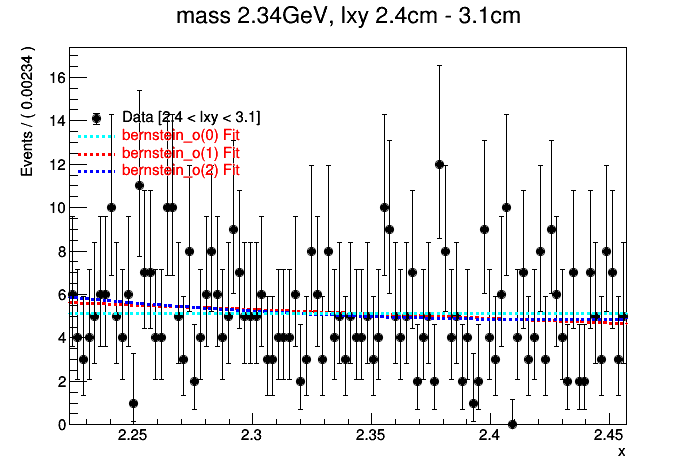 mass 2.34GeV, lxy 2.4cm - 3.1cm
Events / ( 0.00234 )
16
14
12
10
8
6
4
2
0
Data [2.4 < lxy < 3.1]
bernstein_o(0) Fit
bernstein_o(1) Fit
bernstein_o(2) Fit
2.25 2.3 2.35 2.4 2.45
x